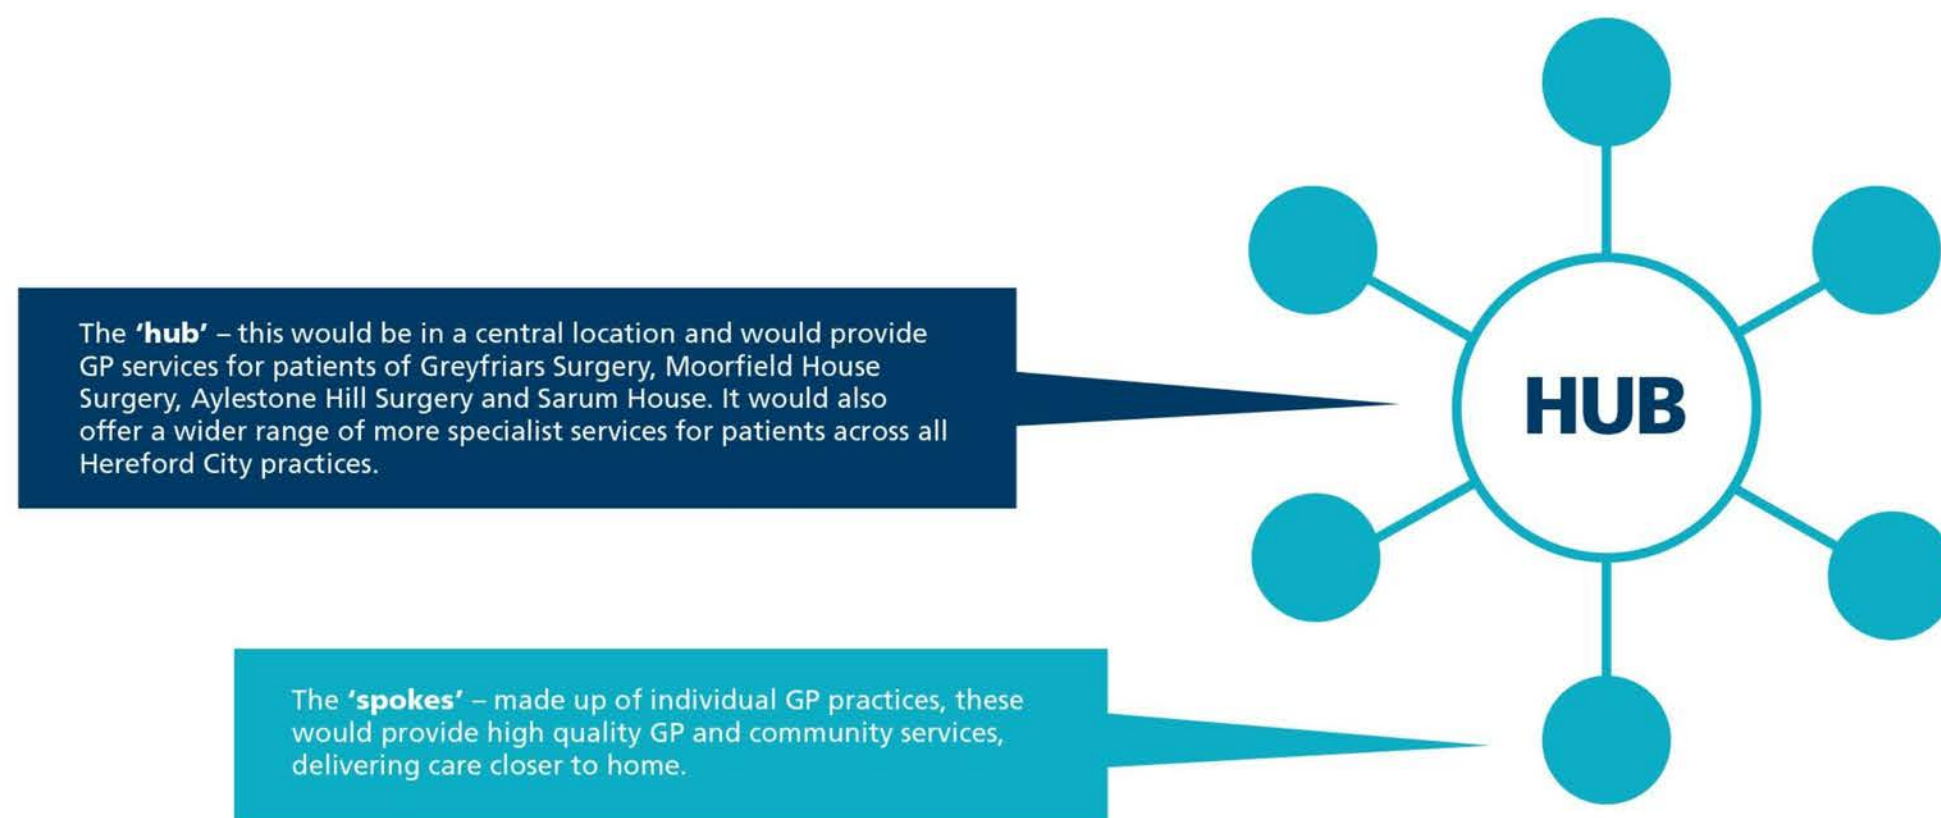 The ‘hub’ – this would be in a central location and would provide
GP services for patients of Greyfriars Surgery, Moorfield House
Surgery, Aylestone Hill Surgery and Sarum House. It would also
offer a wider range of more specialist services for patients across all
Hereford City practices.
HUB
The ‘spokes’ – made up of individual GP practices, these
would provide high quality GP and community services,
delivering care closer to home.